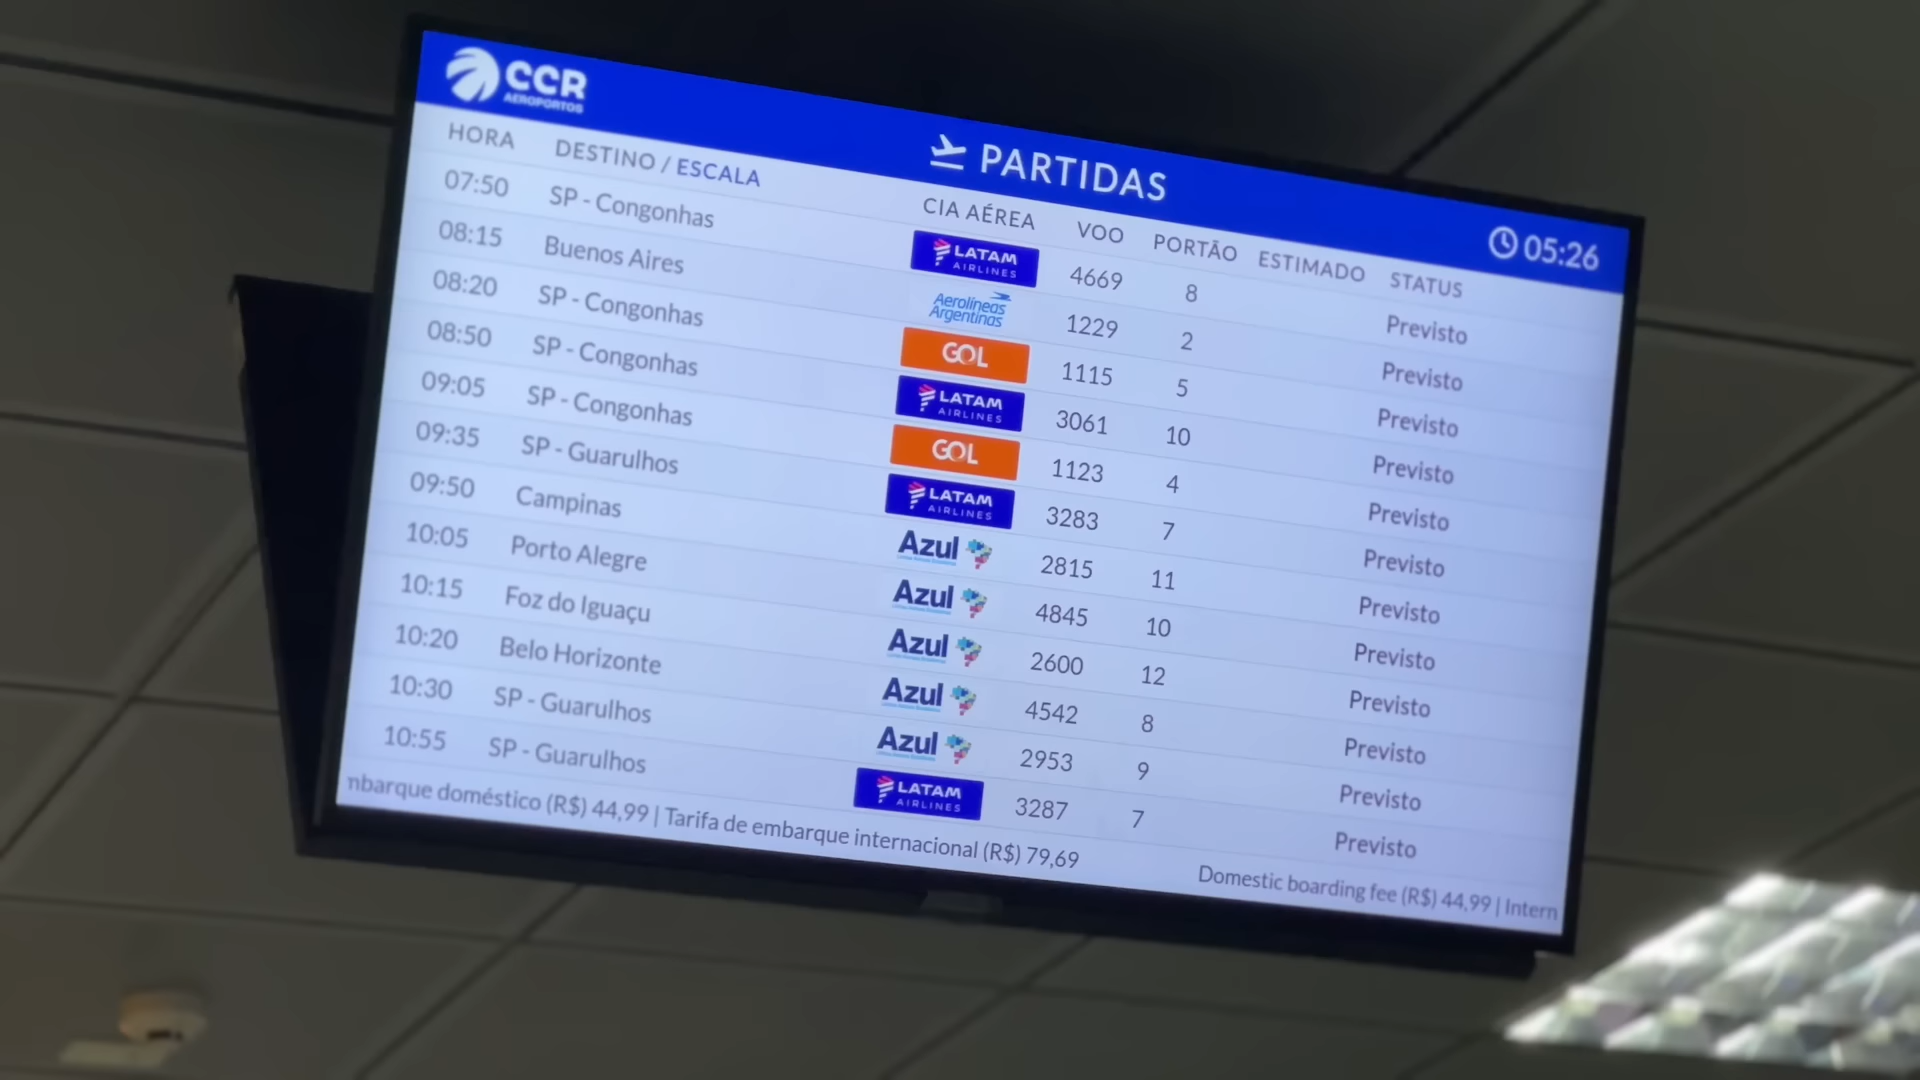 CCR
AEROPORTOS
PARTIDAS
05:26
HORA DESTINO / ESCALA CIA AÉREA VOO PORTÃO ESTIMADO STATUS
07:50 SP - Congonhas LATAM AIRLINES 4669 8 Previsto
08:15 Buenos Aires Aerolíneas Argentinas 1229 2 Previsto
08:20 SP - Congonhas GOL 1115 5 Previsto
08:50 SP - Congonhas LATAM AIRLINES 3061 10 Previsto
09:05 SP - Congonhas GOL 1123 4 Previsto
09:35 SP - Guarulhos LATAM AIRLINES 3283 7 Previsto
09:50 Campinas Azul 2815 11 Previsto
10:05 Porto Alegre Azul 4845 10 Previsto
10:15 Foz do Iguaçu Azul 2600 12 Previsto
10:20 Belo Horizonte Azul 4542 8 Previsto
10:30 SP - Guarulhos Azul 2953 9 Previsto
10:55 SP - Guarulhos LATAM AIRLINES 3287 7 Previsto
mbarque doméstico (R$) 44,99 | Tarifa de embarque internacional (R$) 79,69 Domestic boarding fee (R$) 44,99 | Intern